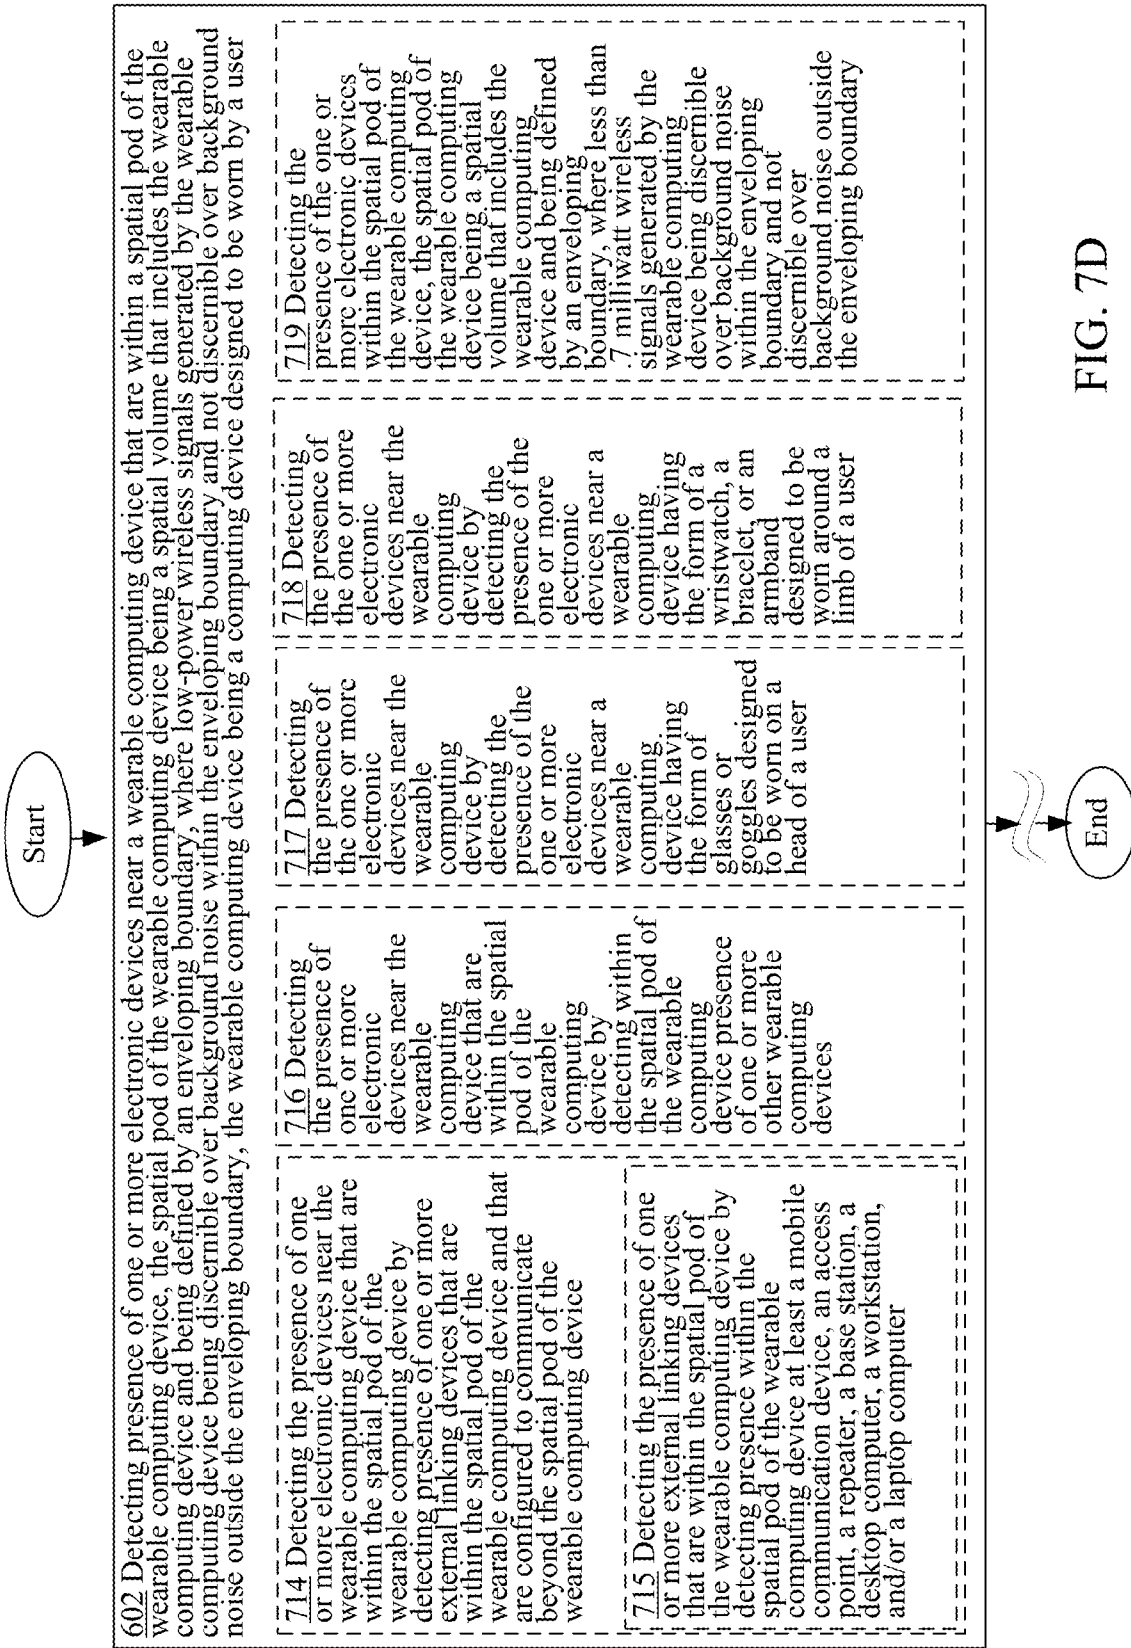 Start
602 Detecting presence of one or more electronic devices near a wearable computing device that are within a spatial pod of the
wearable computing device, the spatial pod of the wearable computing device being a spatial volume that includes the wearable
computing device and being defined by an enveloping boundary, where low-power wireless signals generated by the wearable
computing device being discernible over background noise within the enveloping boundary and not discernible over background
noise outside the enveloping boundary, the wearable computing device being a computing device designed to be worn by a user
714 Detecting the presence of one
or more electronic devices near the
wearable computing device that are
within the spatial pod of the
wearable computing device by
detecting presence of one or more
external linking devices that are
within the spatial pod of the
wearable computing device and that
are configured to communicate
beyond the spatial pod of the
wearable computing device
715 Detecting the presence of one
or more external linking devices
that are within the spatial pod of
the wearable computing device by
detecting presence within the
spatial pod of the wearable
computing device at least a mobile
communication device, an access
point, a repeater, a base station, a
desktop computer, a workstation,
and/or a laptop computer
716 Detecting
the presence of
one or more
electronic
devices near the
wearable
computing
device that are
within the spatial
pod of the
wearable
computing
device by
detecting within
the spatial pod of
the wearable
computing
device presence
of one or more
other wearable
computing
devices
717 Detecting
the presence of
the one or more
electronic
devices near the
wearable
computing
device by
detecting the
presence of the
one or more
electronic
devices near a
wearable
computing
device having
the form of
glasses or
goggles designed
to be worn on a
head of a user
718 Detecting
the presence of
the one or more
electronic
devices near the
wearable
computing
device by
detecting the
presence of the
one or more
electronic
devices near a
wearable
computing
device having
the form of a
wristwatch, a
bracelet, or an
armband
designed to be
worn around a
limb of a user
719 Detecting the
presence of the one or
more electronic devices
within the spatial pod of
the wearable computing
device, the spatial pod of
the wearable computing
device being a spatial
volume that includes the
wearable computing
device and being defined
by an enveloping
boundary, where less than
.7 milliwatt wireless
signals generated by the
wearable computing
device being discernible
over background noise
within the enveloping
boundary and not
discernible over
background noise outside
the enveloping boundary
End
FIG. 7D